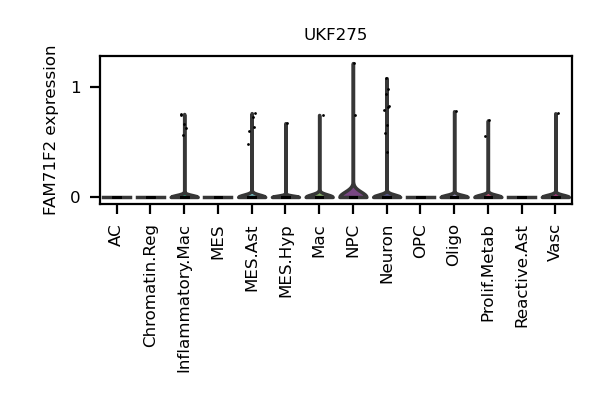 UKF275
FAM71F2 expression
1
0
AC
Chromatin.Reg
Inflammatory.Mac
MES
MES.Ast
MES.Hyp
Mac
NPC
Neuron
OPC
Oligo
Prolif.Metab
Reactive.Ast
Vasc